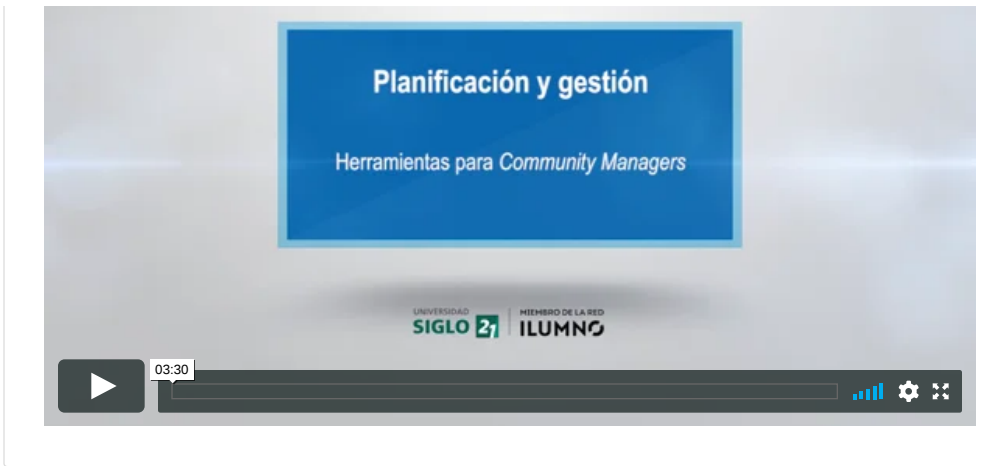 Planificación y gestión
Herramientas para Community Managers
UNIVERSIDAD
SIGLO 21
MIEMBRO DE LA RED
ILUMNO
03:30